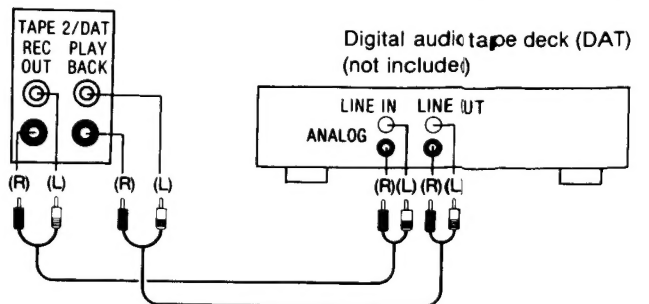 TAPE 2/DAT
REC PLAY
OUT BACK
Digital audio tape deck (DAT)
(not included)
LINE IN LINE OUT
ANALOG
(R) (L) (R) (L) (R) (L) (R) (L)